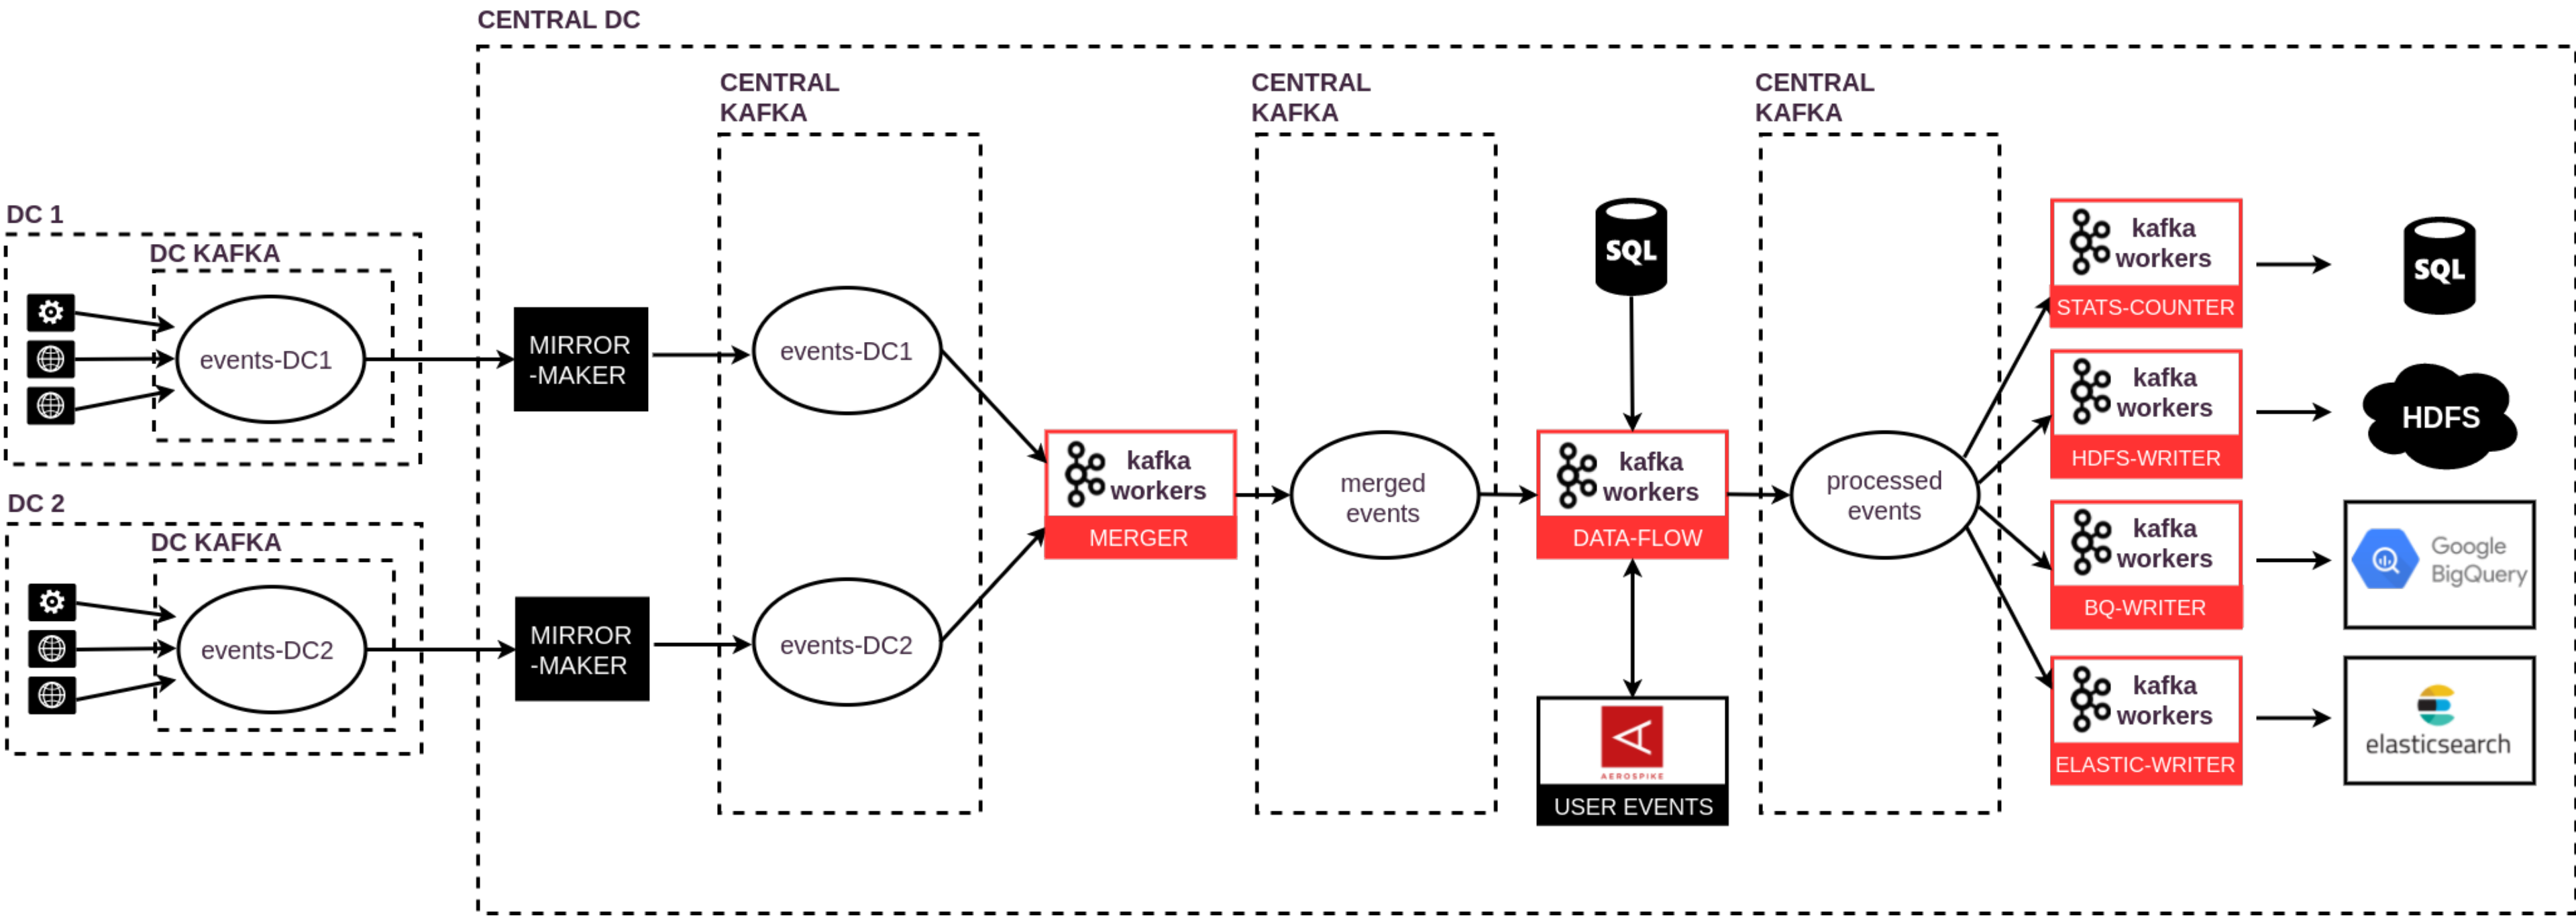 CENTRAL DC
CENTRAL
KAFKA
CENTRAL
KAFKA
CENTRAL
KAFKA
DC 1
DC KAFKA
events-DC1
DC 2
DC KAFKA
events-DC2
MIRROR
-MAKER
MIRROR
-MAKER
events-DC1
events-DC2
kafka
workers
MERGER
merged
events
SQL
kafka
workers
DATA-FLOW
AEROSPIKE
USER EVENTS
processed
events
kafka
workers
STATS-COUNTER
SQL
kafka
workers
HDFS-WRITER
HDFS
kafka
workers
BQ-WRITER
Google
BigQuery
kafka
workers
ELASTIC-WRITER
elasticsearch